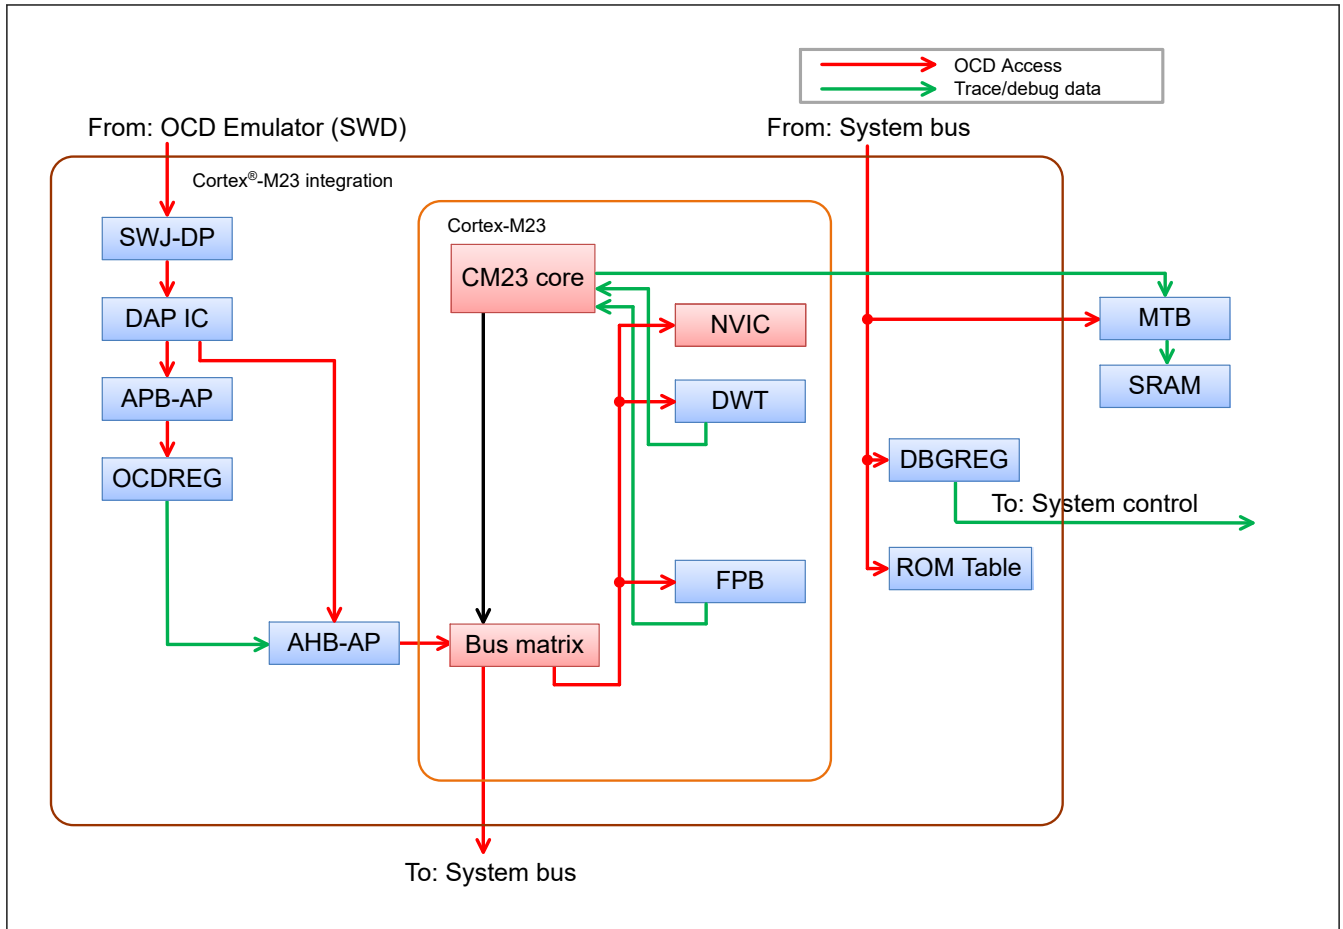 OCD Access
Trace/debug data
From: OCD Emulator (SWD)
From: System bus
Cortex®-M23 integration
Cortex-M23
SWJ-DP
CM23 core
DAP IC
NVIC
MTB
APB-AP
DWT
SRAM
OCDREG
DBGREG
To: System control
FPB
ROM Table
AHB-AP
Bus matrix
To: System bus